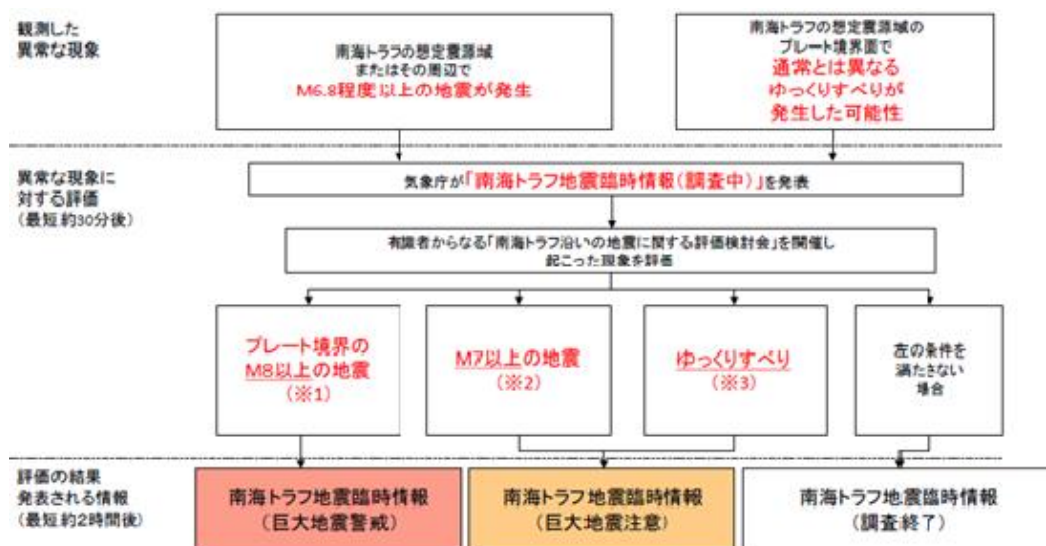 観測した
異常な現象
南海トラフの想定震源域
またはその周辺で
M6.8程度以上の地震が発生
南海トラフの想定震源域の
プレート境界面で
通常とは異なる
ゆっくりすべりが
発生した可能性
異常な現象に
対する評価
(最短約30分後)
気象庁が「南海トラフ地震臨時情報(調査中)」を発表
有識者からなる「南海トラフ沿いの地震に関する評価検討会」を開催し
起こった現象を評価
プレート境界の
M8以上の地震
(※1)
M7以上の地震
(※2)
ゆっくりすべり
(※3)
左の条件を
満たさない
場合
評価の結果
発表される情報
(最短約2時間後)
南海トラフ地震臨時情報
(巨大地震警戒)
南海トラフ地震臨時情報
(巨大地震注意)
南海トラフ地震臨時情報
(調査終了)